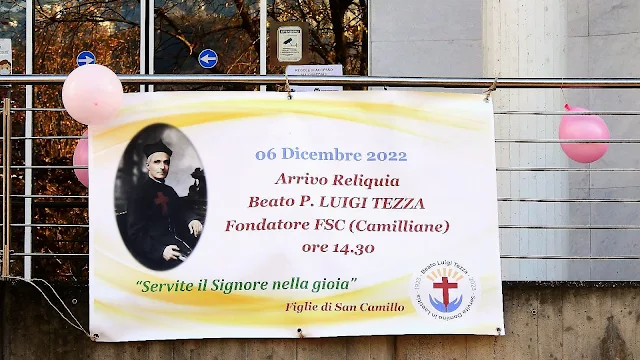 06 Dicembre 2022
Arrivo Reliquia
Beato P. LUIGI TEZZA
Fondatore FSC (Camilliane)
ore 14.30
"Servite il Signore nella gioia"
Figlie di San Camillo
Beato Luigi Tezza